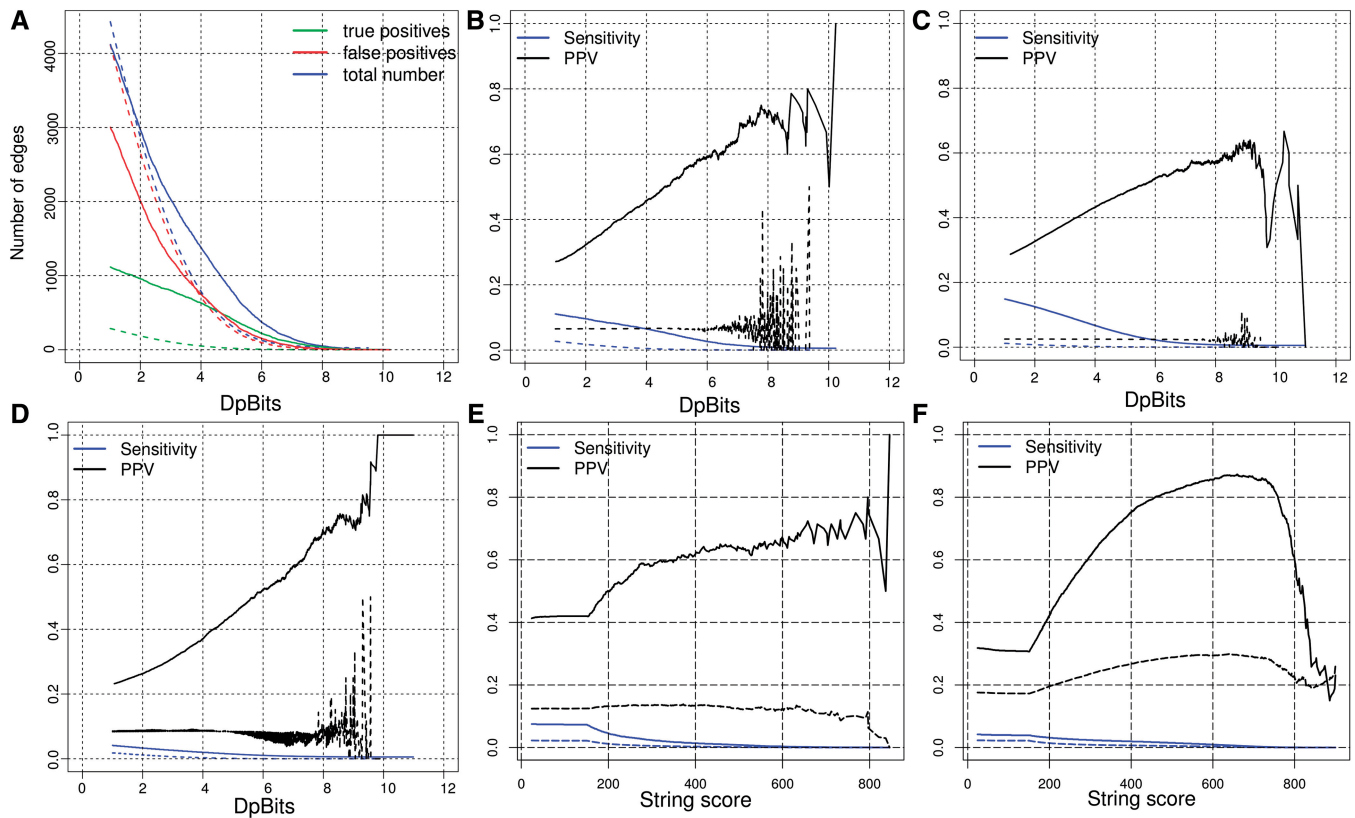 A
Number of edges
4000
3000
2000
1000
0
true positives
false positives
total number
0 2 4 6 8 10 12
DpBits
B
1.0
0.8
0.6
0.4
0.2
0.0
Sensitivity
PPV
0 2 4 6 8 10 12
DpBits
C
1.0
0.8
0.6
0.4
0.2
0.0
Sensitivity
PPV
0 2 4 6 8 10 12
DpBits
D
1.0
0.8
0.6
0.4
0.2
0.0
Sensitivity
PPV
0 2 4 6 8 10 12
DpBits
E
1.0
0.8
0.6
0.4
0.2
0.0
Sensitivity
PPV
0 200 400 600 800
String score
F
1.0
0.8
0.6
0.4
0.2
0.0
Sensitivity
PPV
0 200 400 600 800
String score